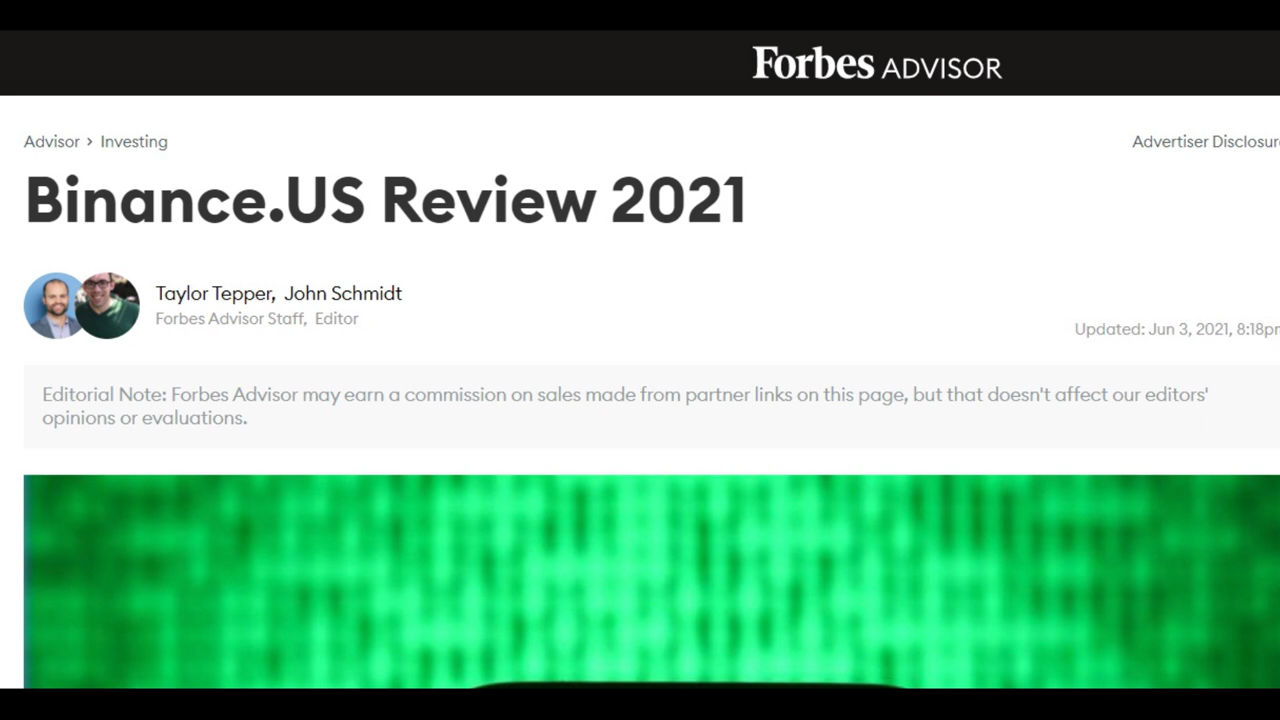 Forbes ADVISOR
Advisor > Investing
Advertiser Disclosur
Binance.US Review 2021
Taylor Tepper, John Schmidt
Forbes Advisor Staff, Editor
Updated: Jun 3, 2021, 8:18p
Editorial Note: Forbes Advisor may earn a commission on sales made from partner links on this page, but that doesn't affect our editors'
opinions or evaluations.